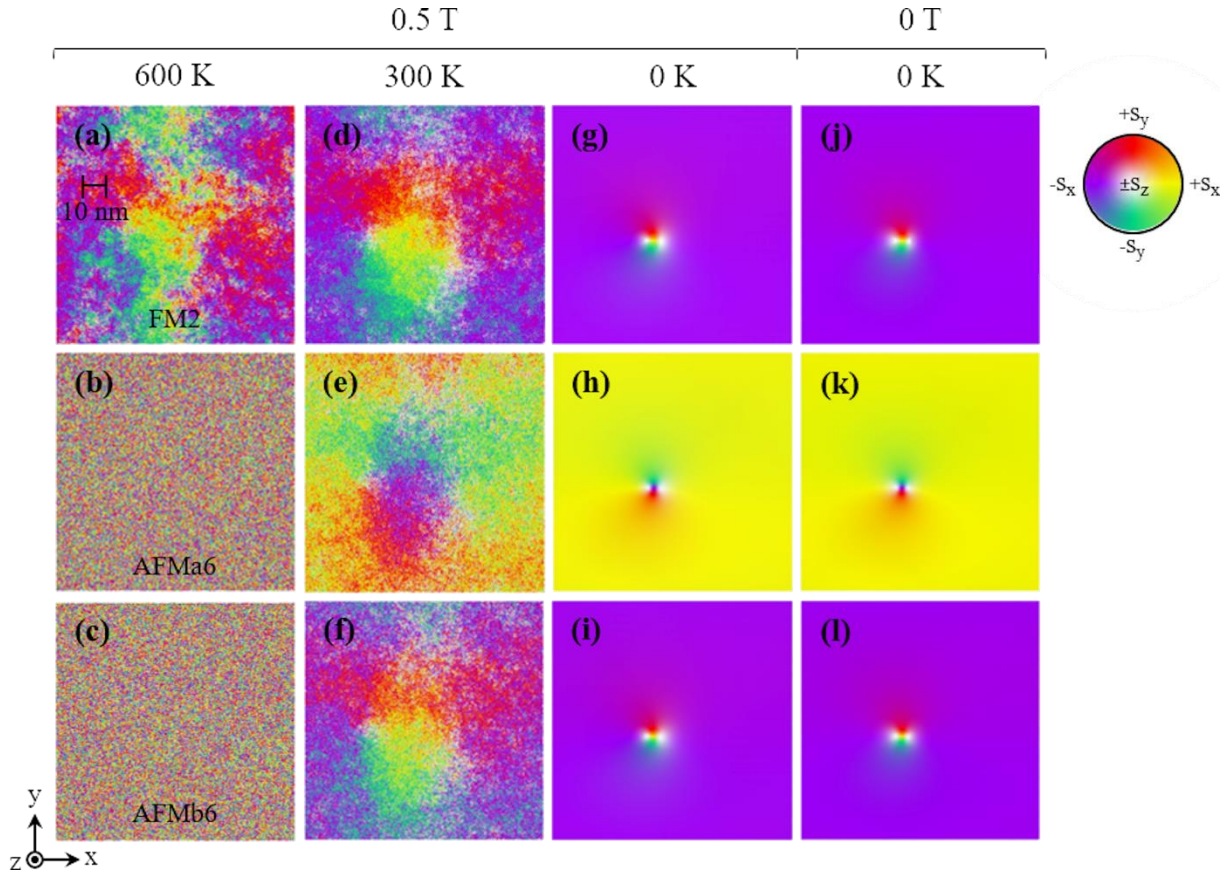 0.5 T 0 T
600 K 300 K 0 K 0 K
(a) (d) (g) (j)
10 nm
FM2
+Sy
-Sx ±Sz +Sx
-Sy
(b) (e) (h) (k)
AFMa6
(c) (f) (i) (l)
AFMb6
y
z x